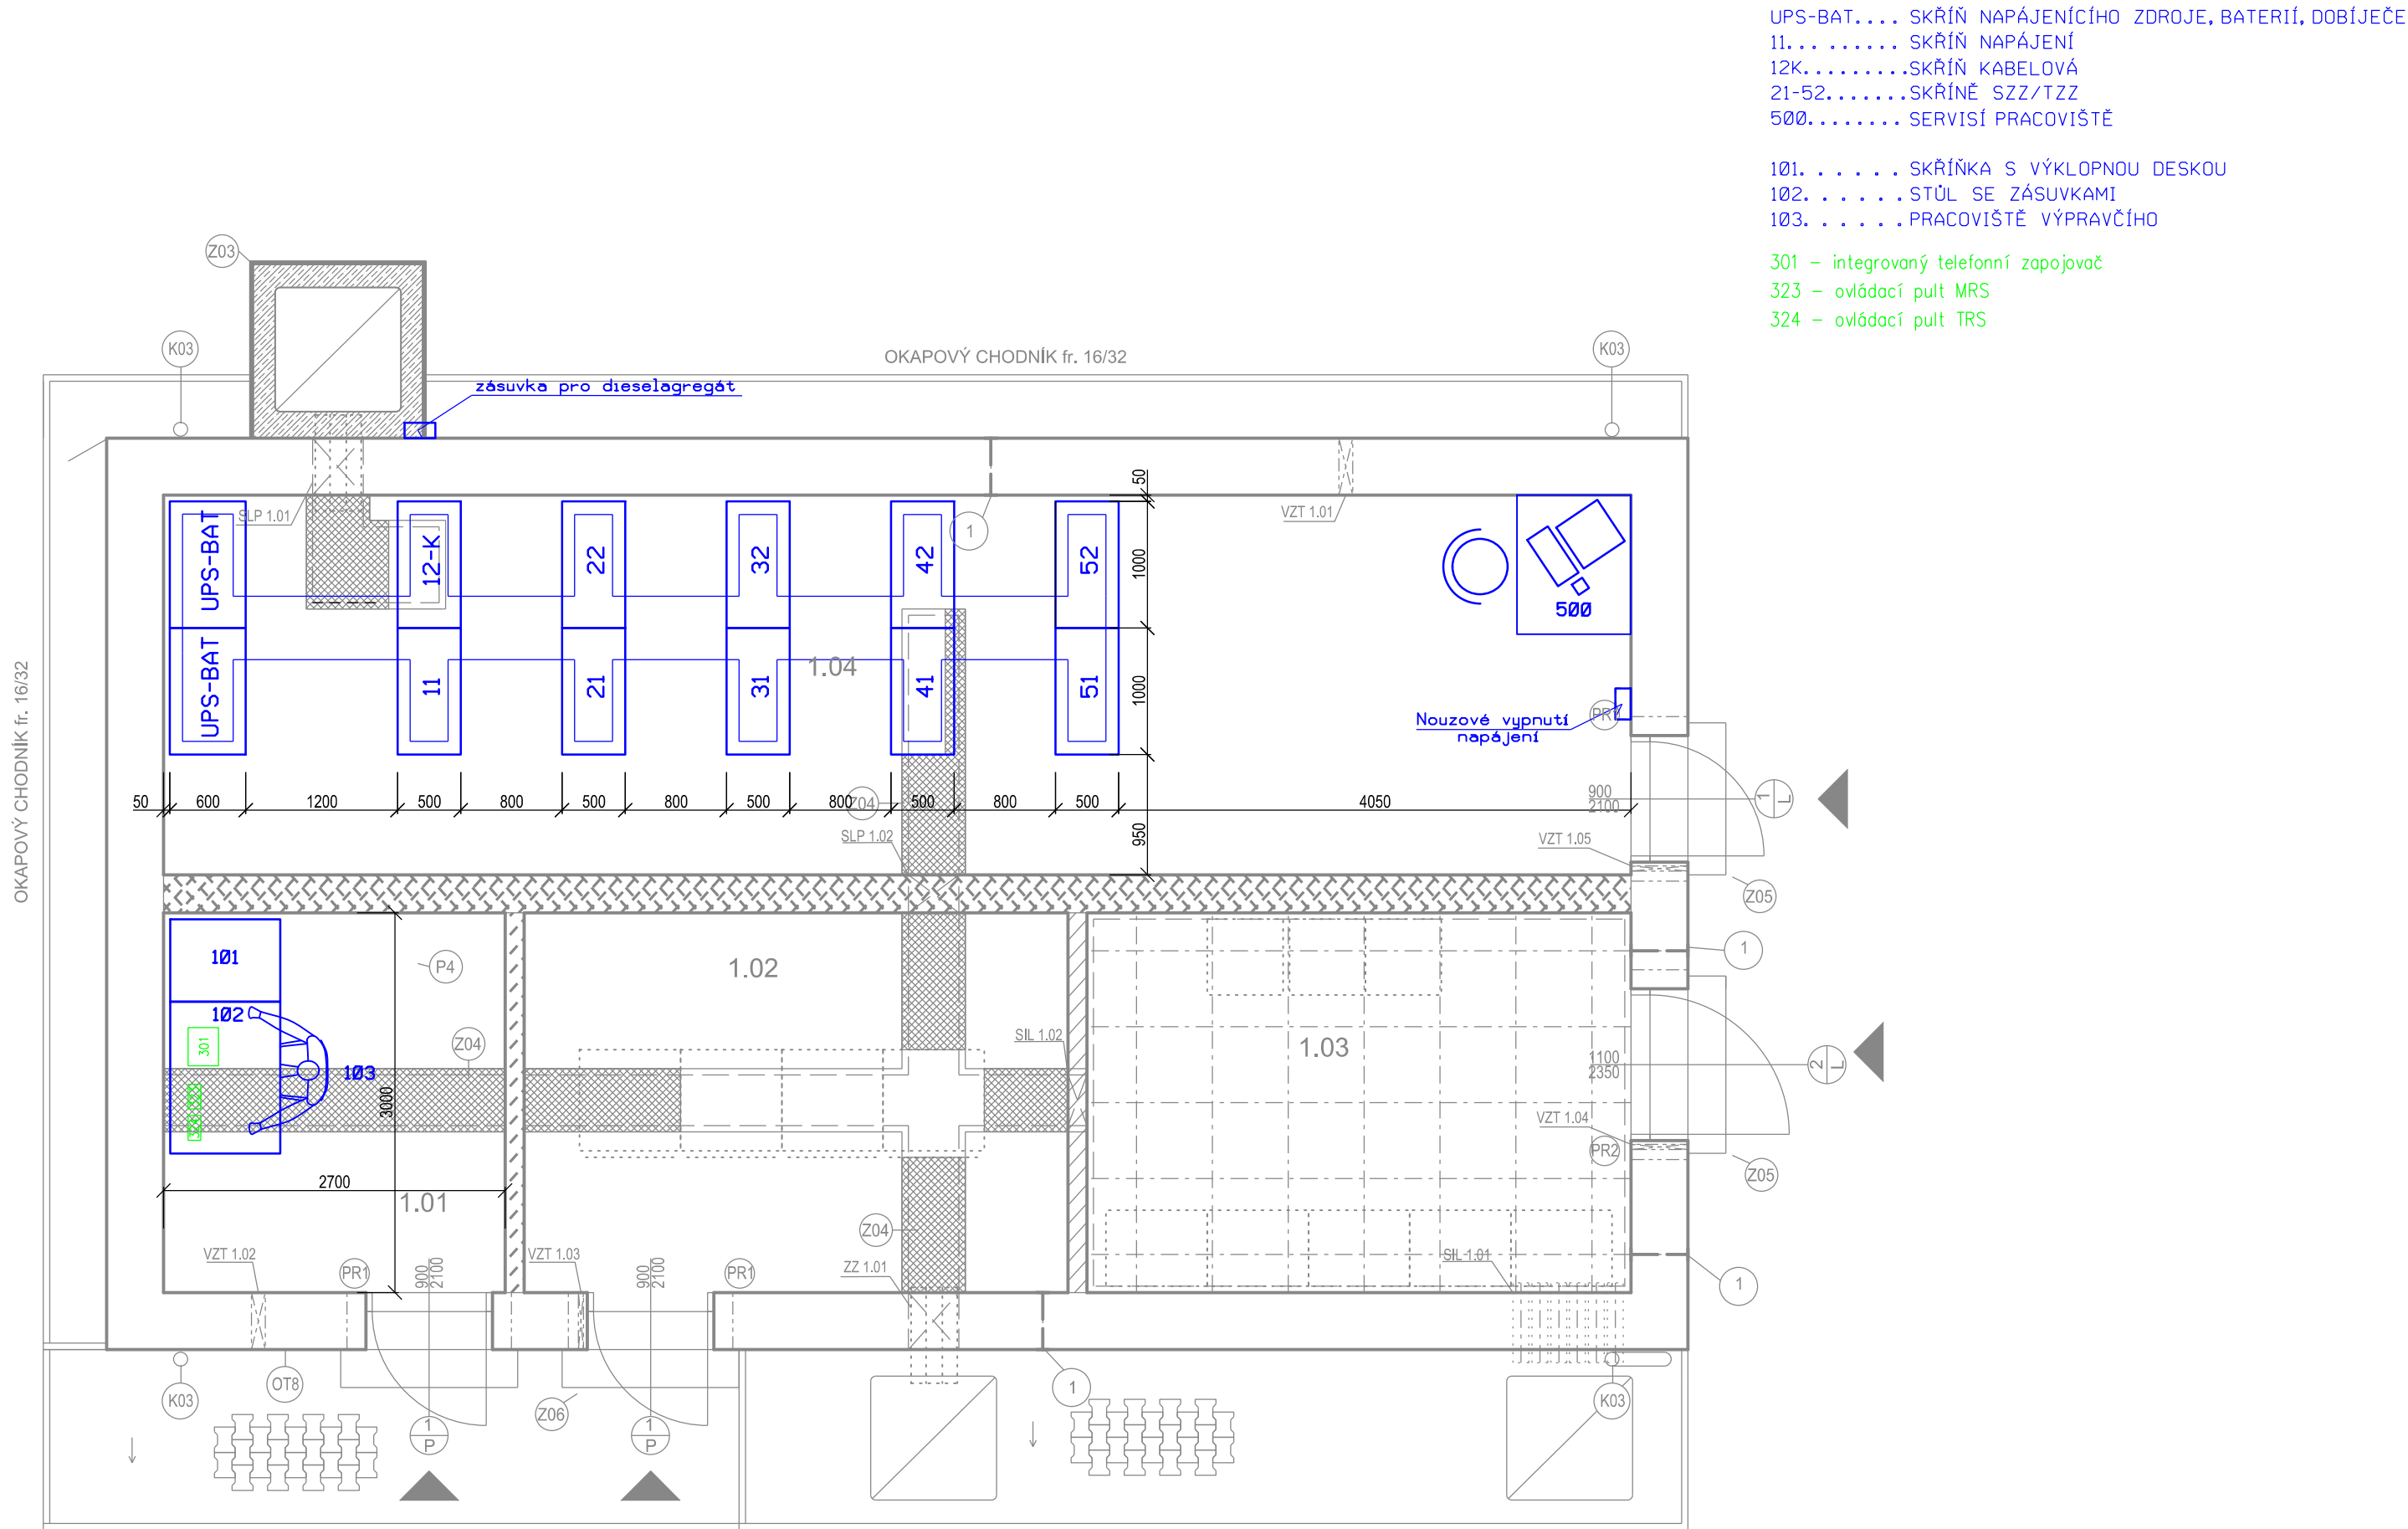 UPS-BAT.... SKŘÍŇ NAPÁJENÍCÍHO ZDROJE, BATERIÍ, DOBÍJEČE
11... ...... SKŘÍŇ NAPÁJENÍ
12K.........SKŘÍŇ KABELOVÁ
21-52.......SKŘÍNĚ SZZ/TZZ
500........ SERVISÍ PRACOVIŠTĚ
101. . . . . . SKŘÍŇKA S VÝKLOPNOU DESKOU
102. . . . . . STŮL SE ZÁSUVKAMI
103. . . . . . PRACOVIŠTĚ VÝPRAVČÍHO
301 – integrovaný telefonní zapojovač
323 – ovládací pult MRS
324 – ovládací pult TRS
Z03
K03
OKAPOVÝ CHODNÍK fr. 16/32
K03
zásuvka pro dieselagregát
50
SLP 1.01
1
VZT 1.01
UPS-BAT
12-K
22
32
42
52
1000
500
OKAPOVÝ CHODNÍK fr. 16/32
UPS-BAT
11
21
31
1.04
41
51
1000
Nouzové vypnutí
napájení
PR1
50
600
1200
500
800
500
800
500
800
Z04
500
800
500
4050
900
2100
1
L
SLP 1.02
950
VZT 1.05
Z05
101
P4
1.02
1
102
301
Z04
SIL 1.02
1.03
103
1100
2350
2
L
323
324
3000
VZT 1.04
PR2
Z05
2700
1.01
Z04
VZT 1.02
PR1
900
2100
VZT 1.03
900
2100
PR1
ZZ 1.01
SIL 1.01
1
K03
OT8
Z06
1
K03
1
P
1
P